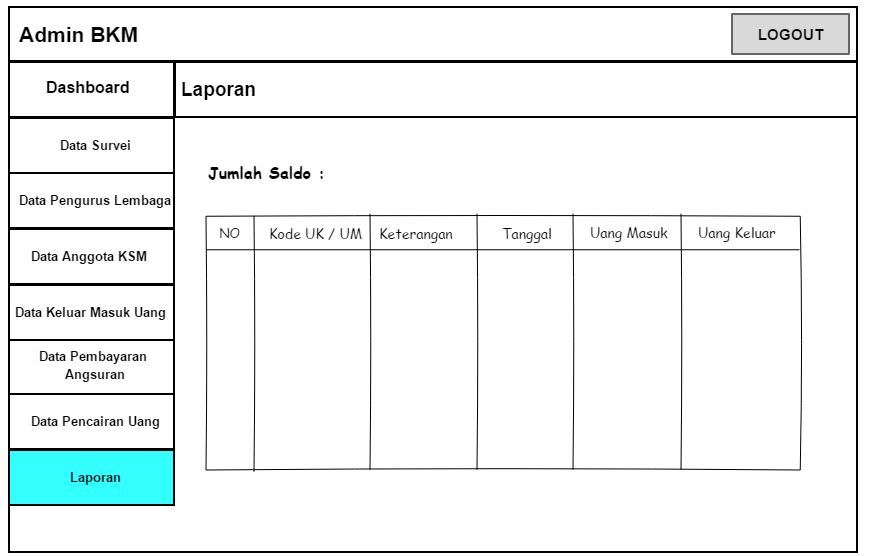 Admin BKM
LOGOUT
Dashboard
Laporan
Data Survei
Data Pengurus Lembaga
Data Anggota KSM
Data Keluar Masuk Uang
Data Pembayaran
Angsuran
Data Pencairan Uang
Laporan
Jumlah Saldo :
NO Kode UK / UM Keterangan Tanggal Uang Masuk Uang Keluar